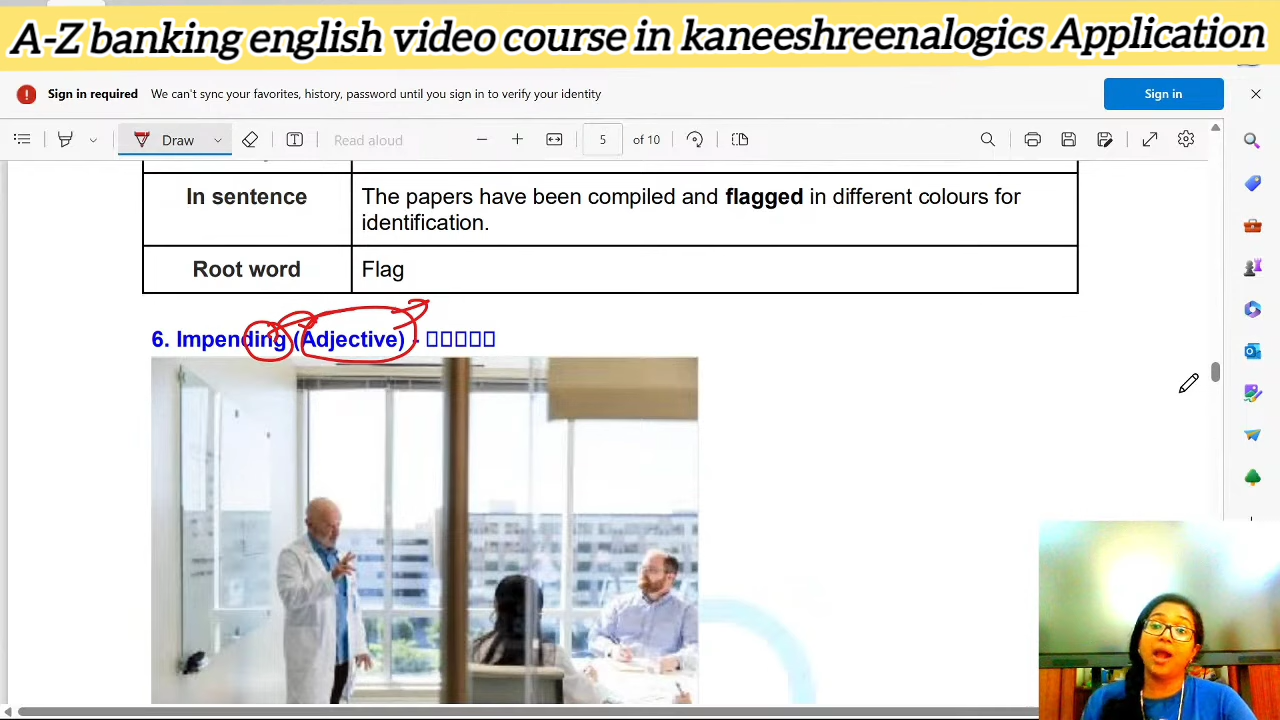 A-Z banking english video course in kaneeshreenalogics Application
Sign in required We can't sync your favorites, history, password until you sign in to verify your identity
Sign in
Draw
Read aloud
5 of 10
In sentence
The papers have been compiled and flagged in different colours for
identification.
Root word
Flag
6. Impending (Adjective) - □□□□□